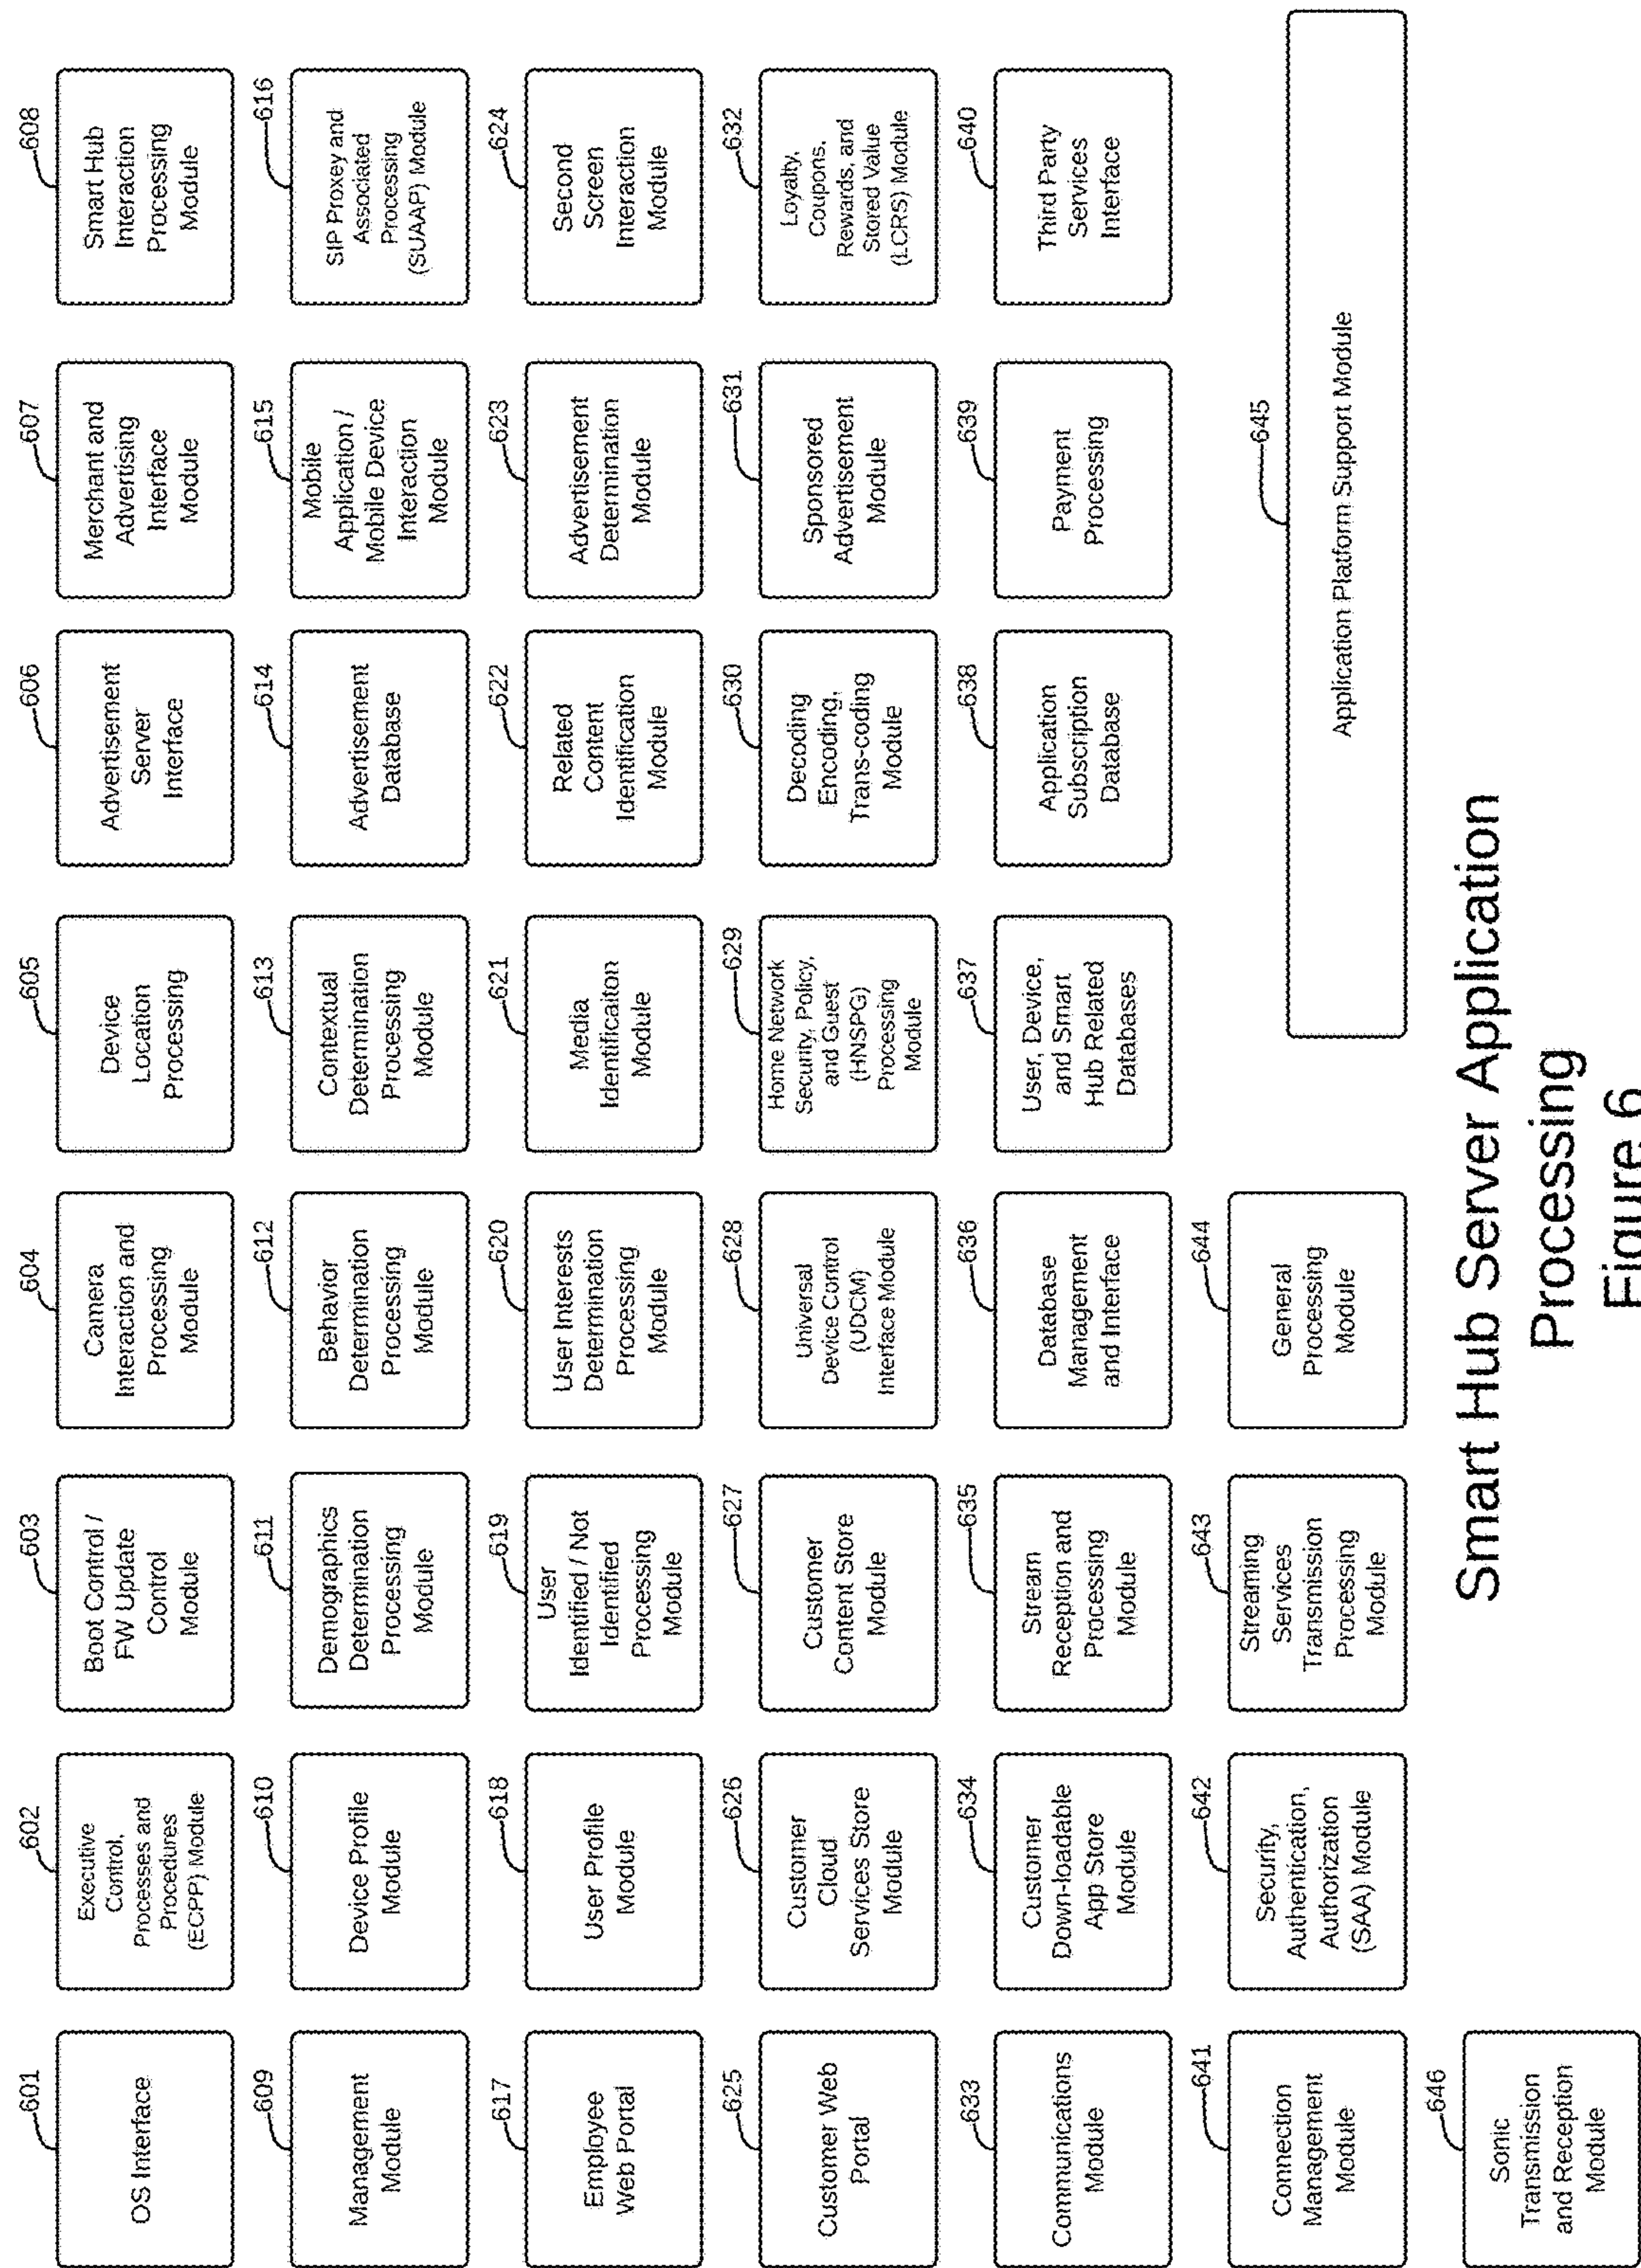 601
OS Interface
602
Executive
Control,
Processes and
Procedures
(ECPP) Module
603
Boot Control /
FW Update
Control
Module
604
Camera
Interaction and
Processing
Module
605
Device
Location
Processing
606
Advertisement
Server
Interface
607
Merchant and
Advertising
Interface
Module
608
Smart Hub
Interaction
Processing
Module
609
Management
Module
610
Device Profile
Module
611
Demographics
Determination
Processing
Module
612
Behavior
Determination
Processing
Module
613
Contextual
Determination
Processing
Module
614
Advertisement
Database
615
Mobile
Application /
Mobile Device
Interaction
Module
616
SIP Proxey and
Associated
Processing
(SUAAP) Module
617
Employee
Web Portal
618
User Profile
Module
619
User
Identified / Not
Identified
Processing
Module
620
User Interests
Determination
Processing
Module
621
Media
Identificaiton
Module
622
Related
Content
Identification
Module
623
Advertisement
Determination
Module
624
Second
Screen
Interaction
Module
625
Customer Web
Portal
626
Customer
Cloud
Services Store
Module
627
Customer
Content Store
Module
628
Universal
Device Control
(UDCM)
Interface Module
629
Home Network
Security, Policy,
and Guest
(HNSPG)
Processing
Module
630
Decoding
Encoding,
Trans-coding
Module
631
Sponsored
Advertisement
Module
632
Loyalty,
Coupons,
Rewards, and
Stored Value
(LCRS) Module
633
Communications
Module
634
Customer
Down-loadable
App Store
Module
635
Stream
Reception and
Processing
Module
636
Database
Management
and Interface
637
User, Device,
and Smart
Hub Related
Databases
638
Application
Subscription
Database
639
Payment
Processing
640
Third Party
Services
Interface
641
Connection
Management
Module
642
Security,
Authentication,
Authorization
(SAA) Module
643
Streaming
Services
Transmission
Processing
Module
644
General
Processing
Module
645
Application Platform Support Module
646
Sonic
Transmission
and Reception
Module
Smart Hub Server Application
Processing
Figure 6